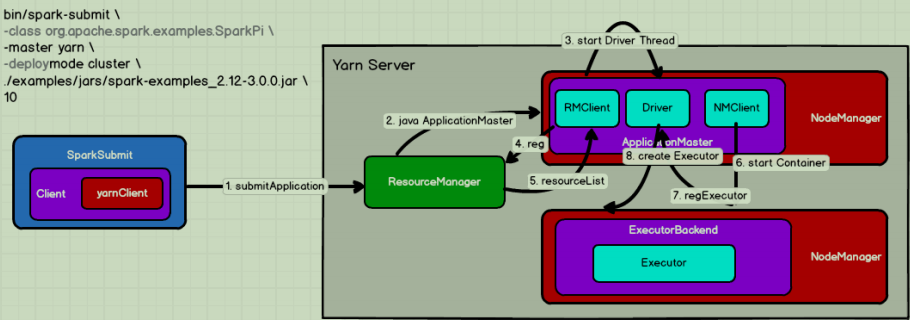 bin/spark-submit \
-class org.apache.spark.examples.SparkPi \
-master yarn \
-deploymode cluster \
./examples/jars/spark-examples_2.12-3.0.0.jar \
10
3. start Driver Thread
Yarn Server
RMClient
Driver
NMClient
NodeManager
2. java ApplicationMaster
ApplicationMaster
4. reg
8. create Executor
6. start Container
SparkSubmit
Client
yarnClient
1. submitApplication
ResourceManager
5. resourceList
7. regExecutor
ExecutorBackend
Executor
NodeManager